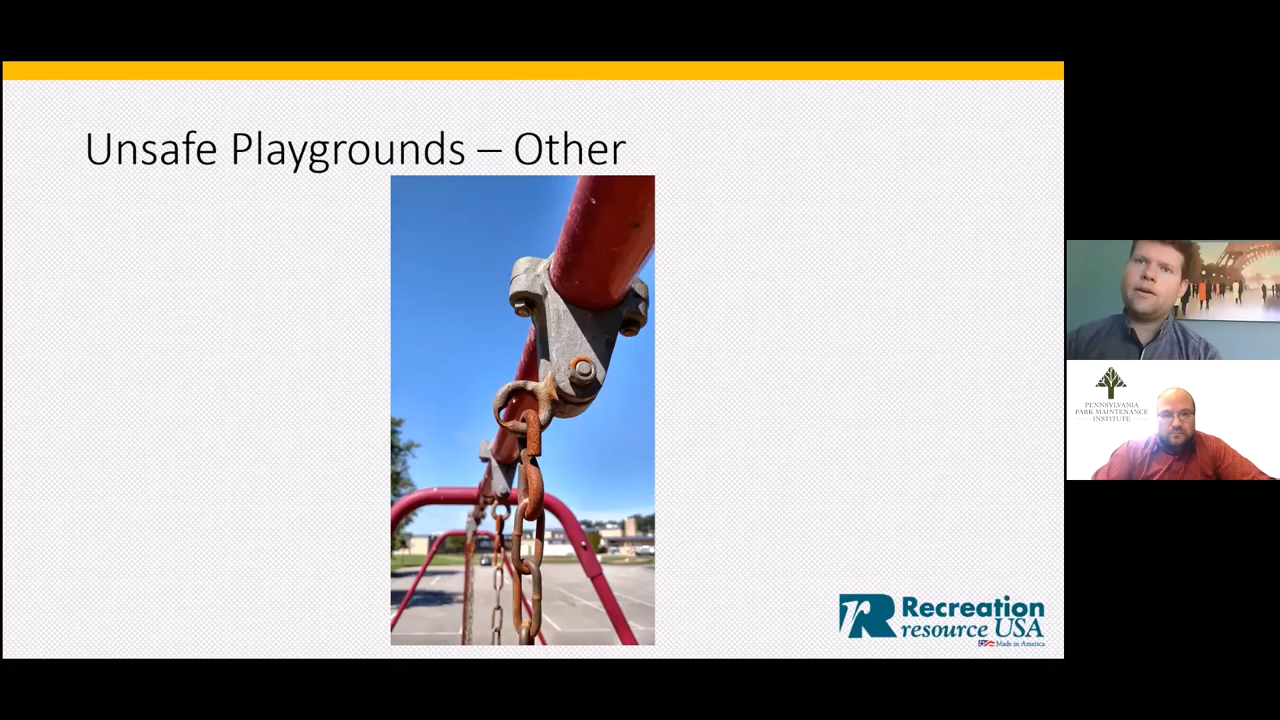 Unsafe Playgrounds – Other
Recreation
resource USA
Made in America
PENNSYLVANIA
PARK MAINTENANCE
INSTITUTE